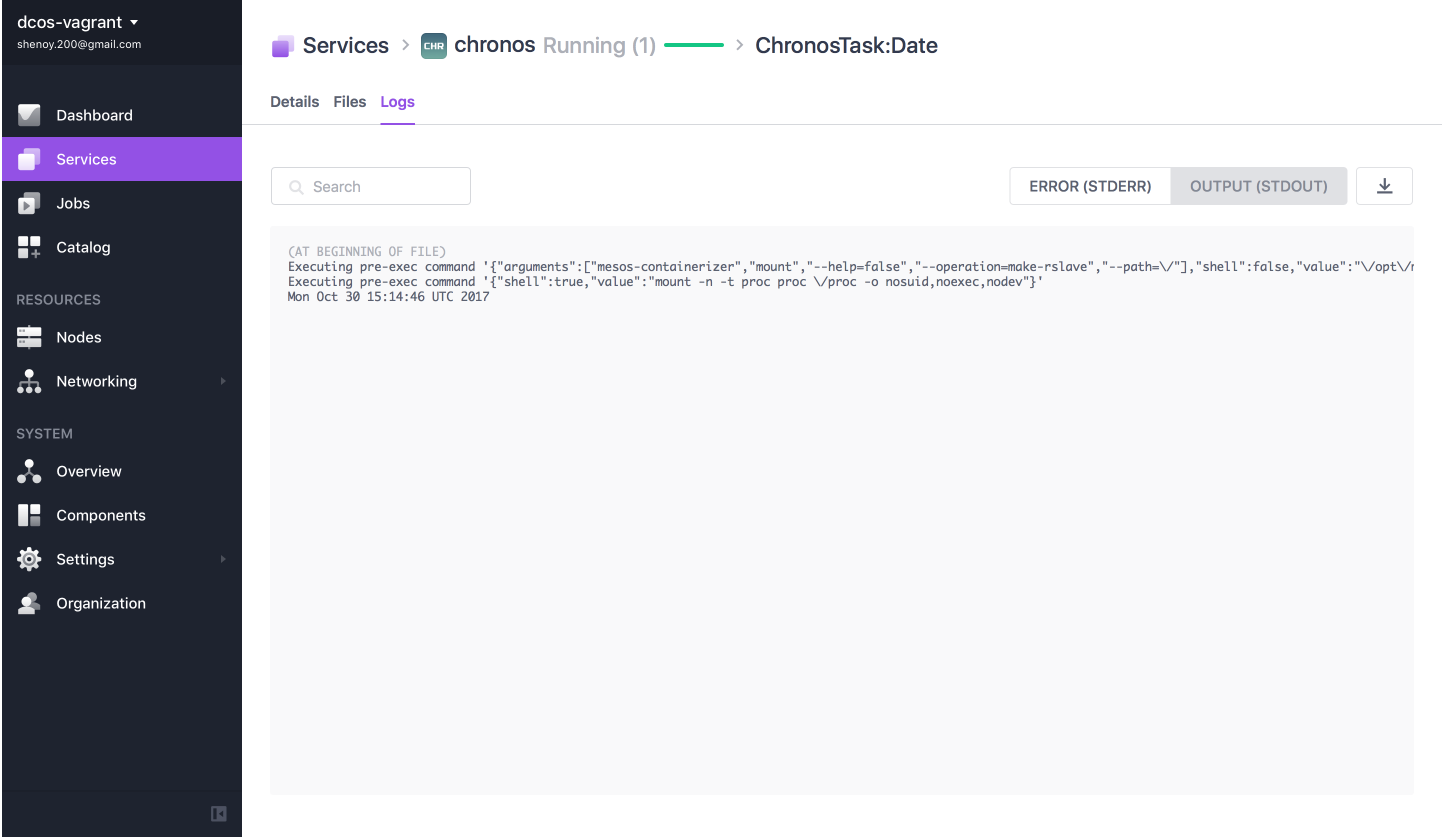 dcos-vagrant
shenoy.200@gmail.com
Dashboard
Services
Jobs
Catalog
RESOURCES
Nodes
Networking
SYSTEM
Overview
Components
Settings
Organization
Services > CHR chronos Running (1) > ChronosTask:Date
Details Files Logs
Search
ERROR (STDERR) OUTPUT (STDOUT)
(AT BEGINNING OF FILE)
Executing pre-exec command '{"arguments":["mesos-containerizer","mount","--help=false","--operation=make-rslave","--path=\/"],"shell":false,"value":"\/opt\/
Executing pre-exec command '{"shell":true,"value":"mount -n -t proc proc \/proc -o nosuid,noexec,nodev"}'
Mon Oct 30 15:14:46 UTC 2017